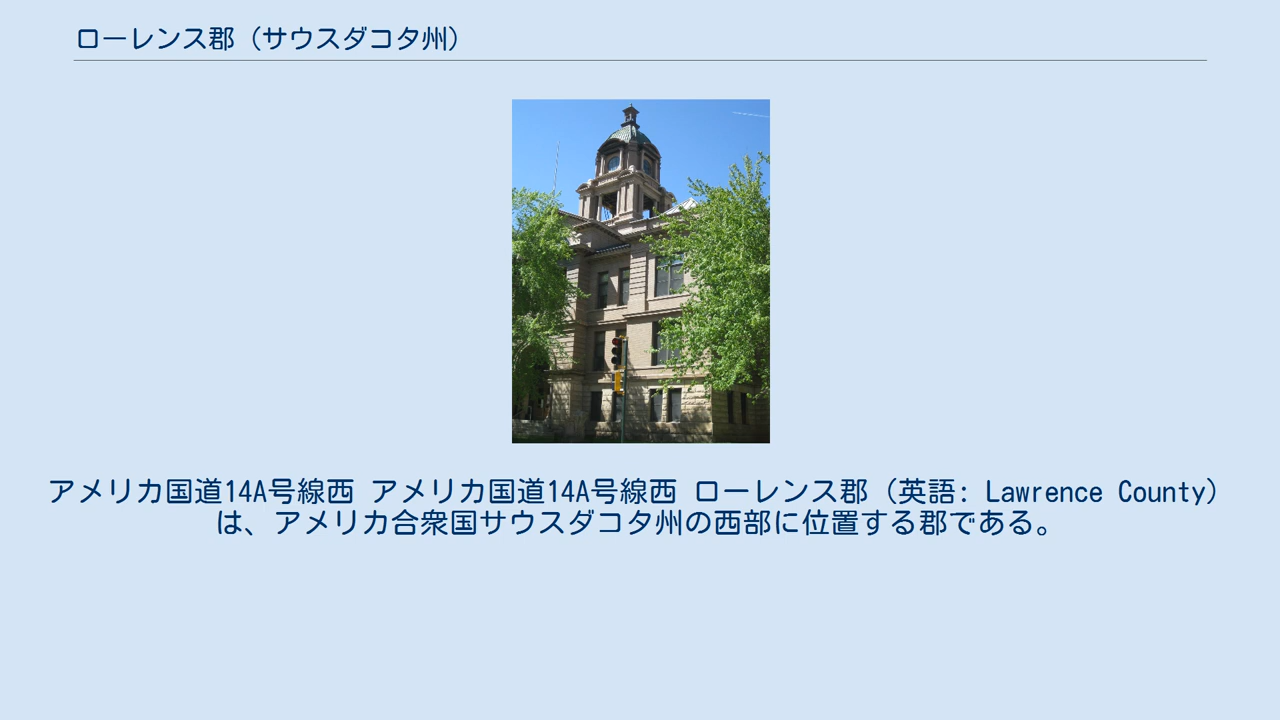 ローレンス郡（サウスダコタ州）
アメリカ国道14A号線西 アメリカ国道14A号線西 ローレンス郡（英語: Lawrence County）
は、アメリカ合衆国サウスダコタ州の西部に位置する郡である。